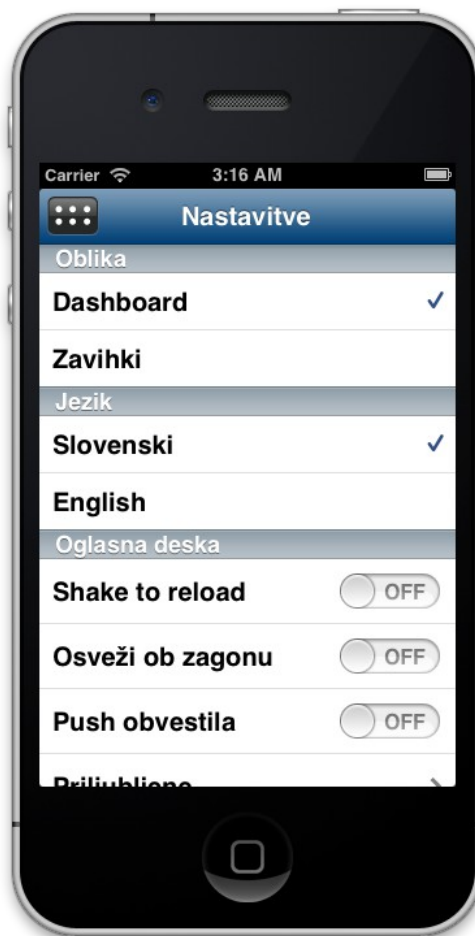 Carrier 3:16 AM
Nastavitve
Oblika
Dashboard
Zavihki
Jezik
Slovenski
English
Oglasna deska
Shake to reload OFF
Osveži ob zagonu OFF
Push obvestila OFF
Priljubljene